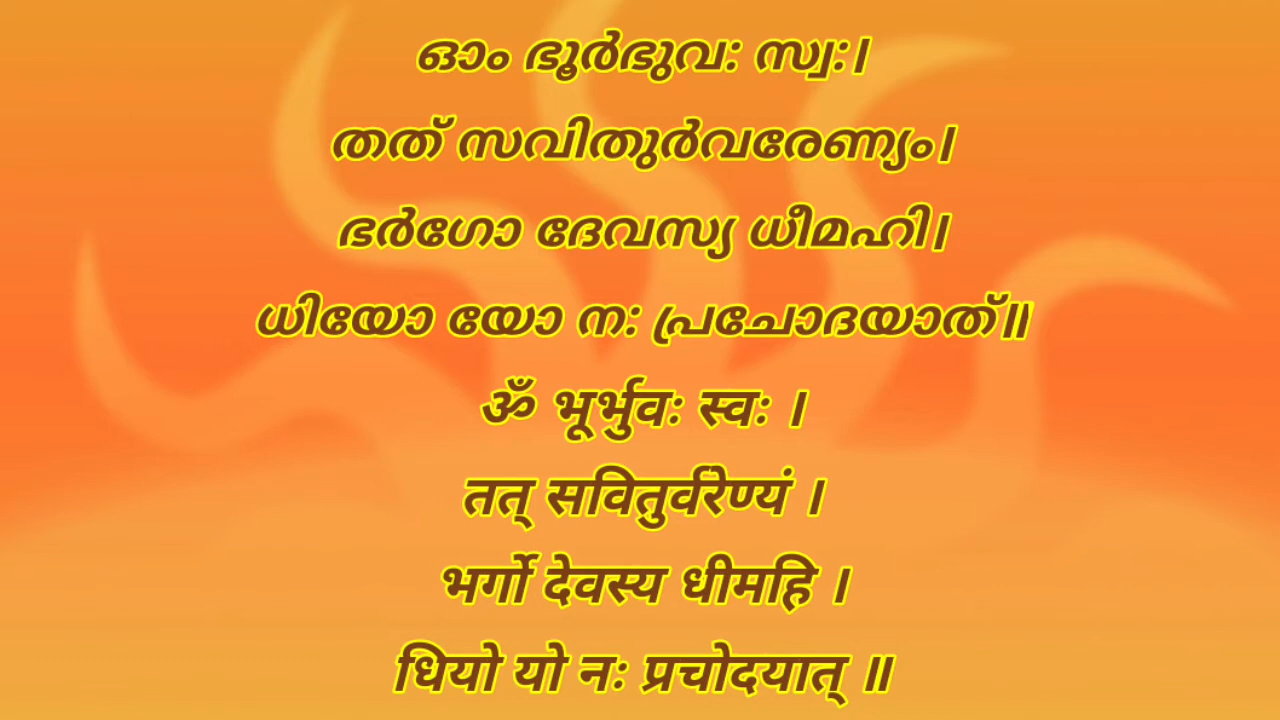 ഓം ഭൂർഭുവഃ സ്വഃ।
തത് സവിതുർവരേണ്യം।
ഭർഗോ ദേവസ്യ ധീമഹി।
ധിയോ യോ നഃ പ്രചോദയാത്॥
ॐ भूर्भुवः स्वः ।
तत् सवितुर्वरेण्यं ।
भर्गो देवस्य धीमहि ।
धियो यो नः प्रचोदयात् ॥